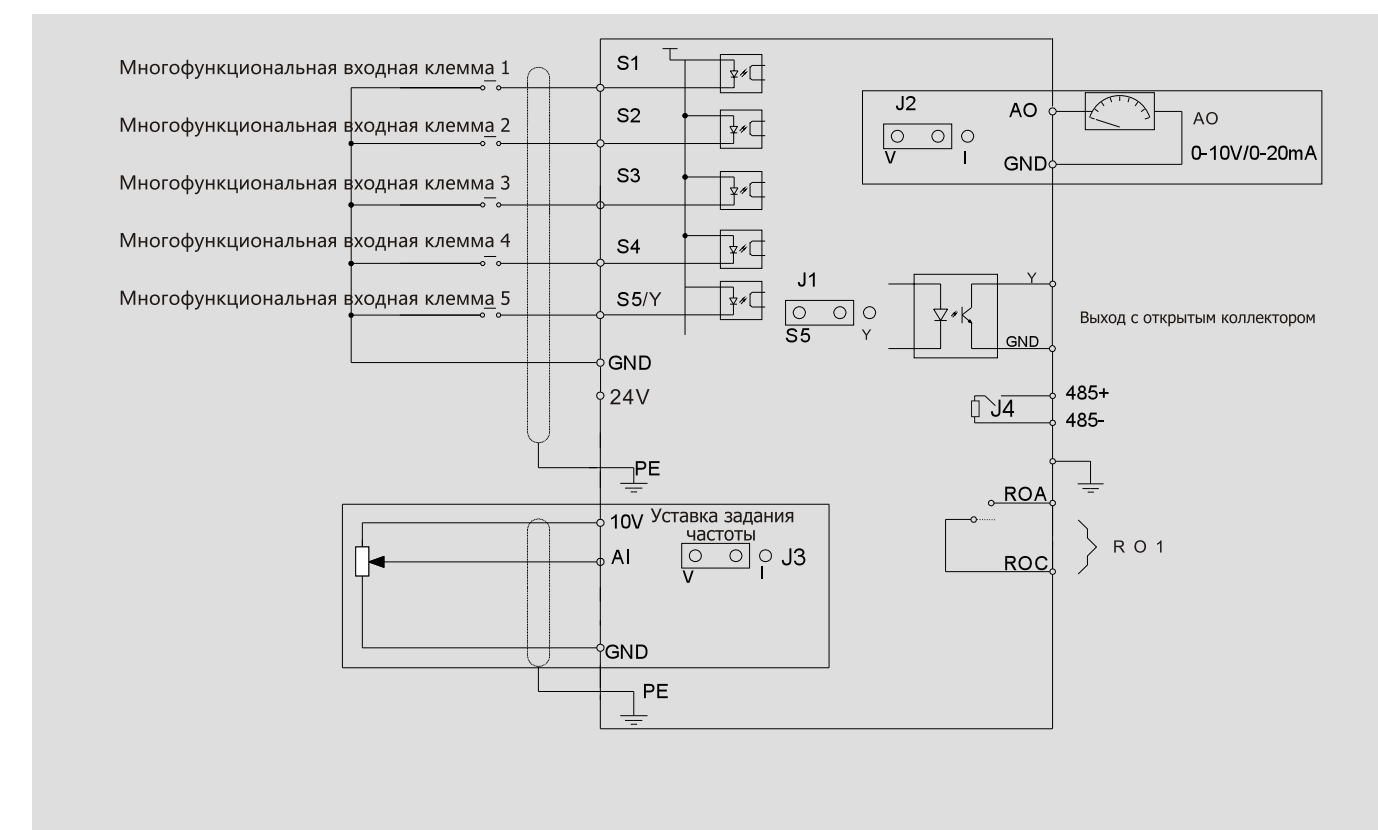 Многофункциональная входная клемма 1
Многофункциональная входная клемма 2
Многофункциональная входная клемма 3
Многофункциональная входная клемма 4
Многофункциональная входная клемма 5
S1
S2
S3
S4
S5/Y
GND
24V
PE
J2
V I
AO
GND
AO
0-10V/0-20mA
J1
S5 Y
Y
GND
Выход с открытым коллектором
J4
485+
485-
ROA
ROC
RO1
10V
Уставка задания
частоты
AI
V I
J3
GND
PE